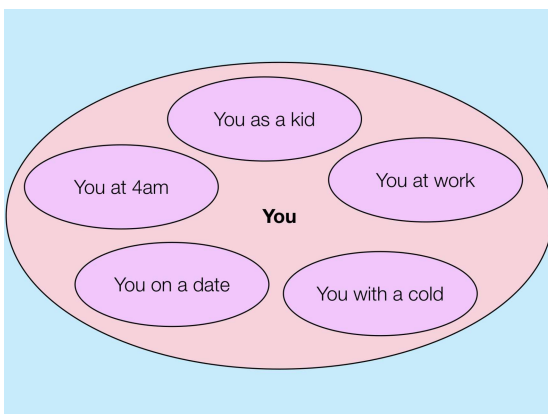 You as a kid
You at 4am
You at work
You
You on a date
You with a cold